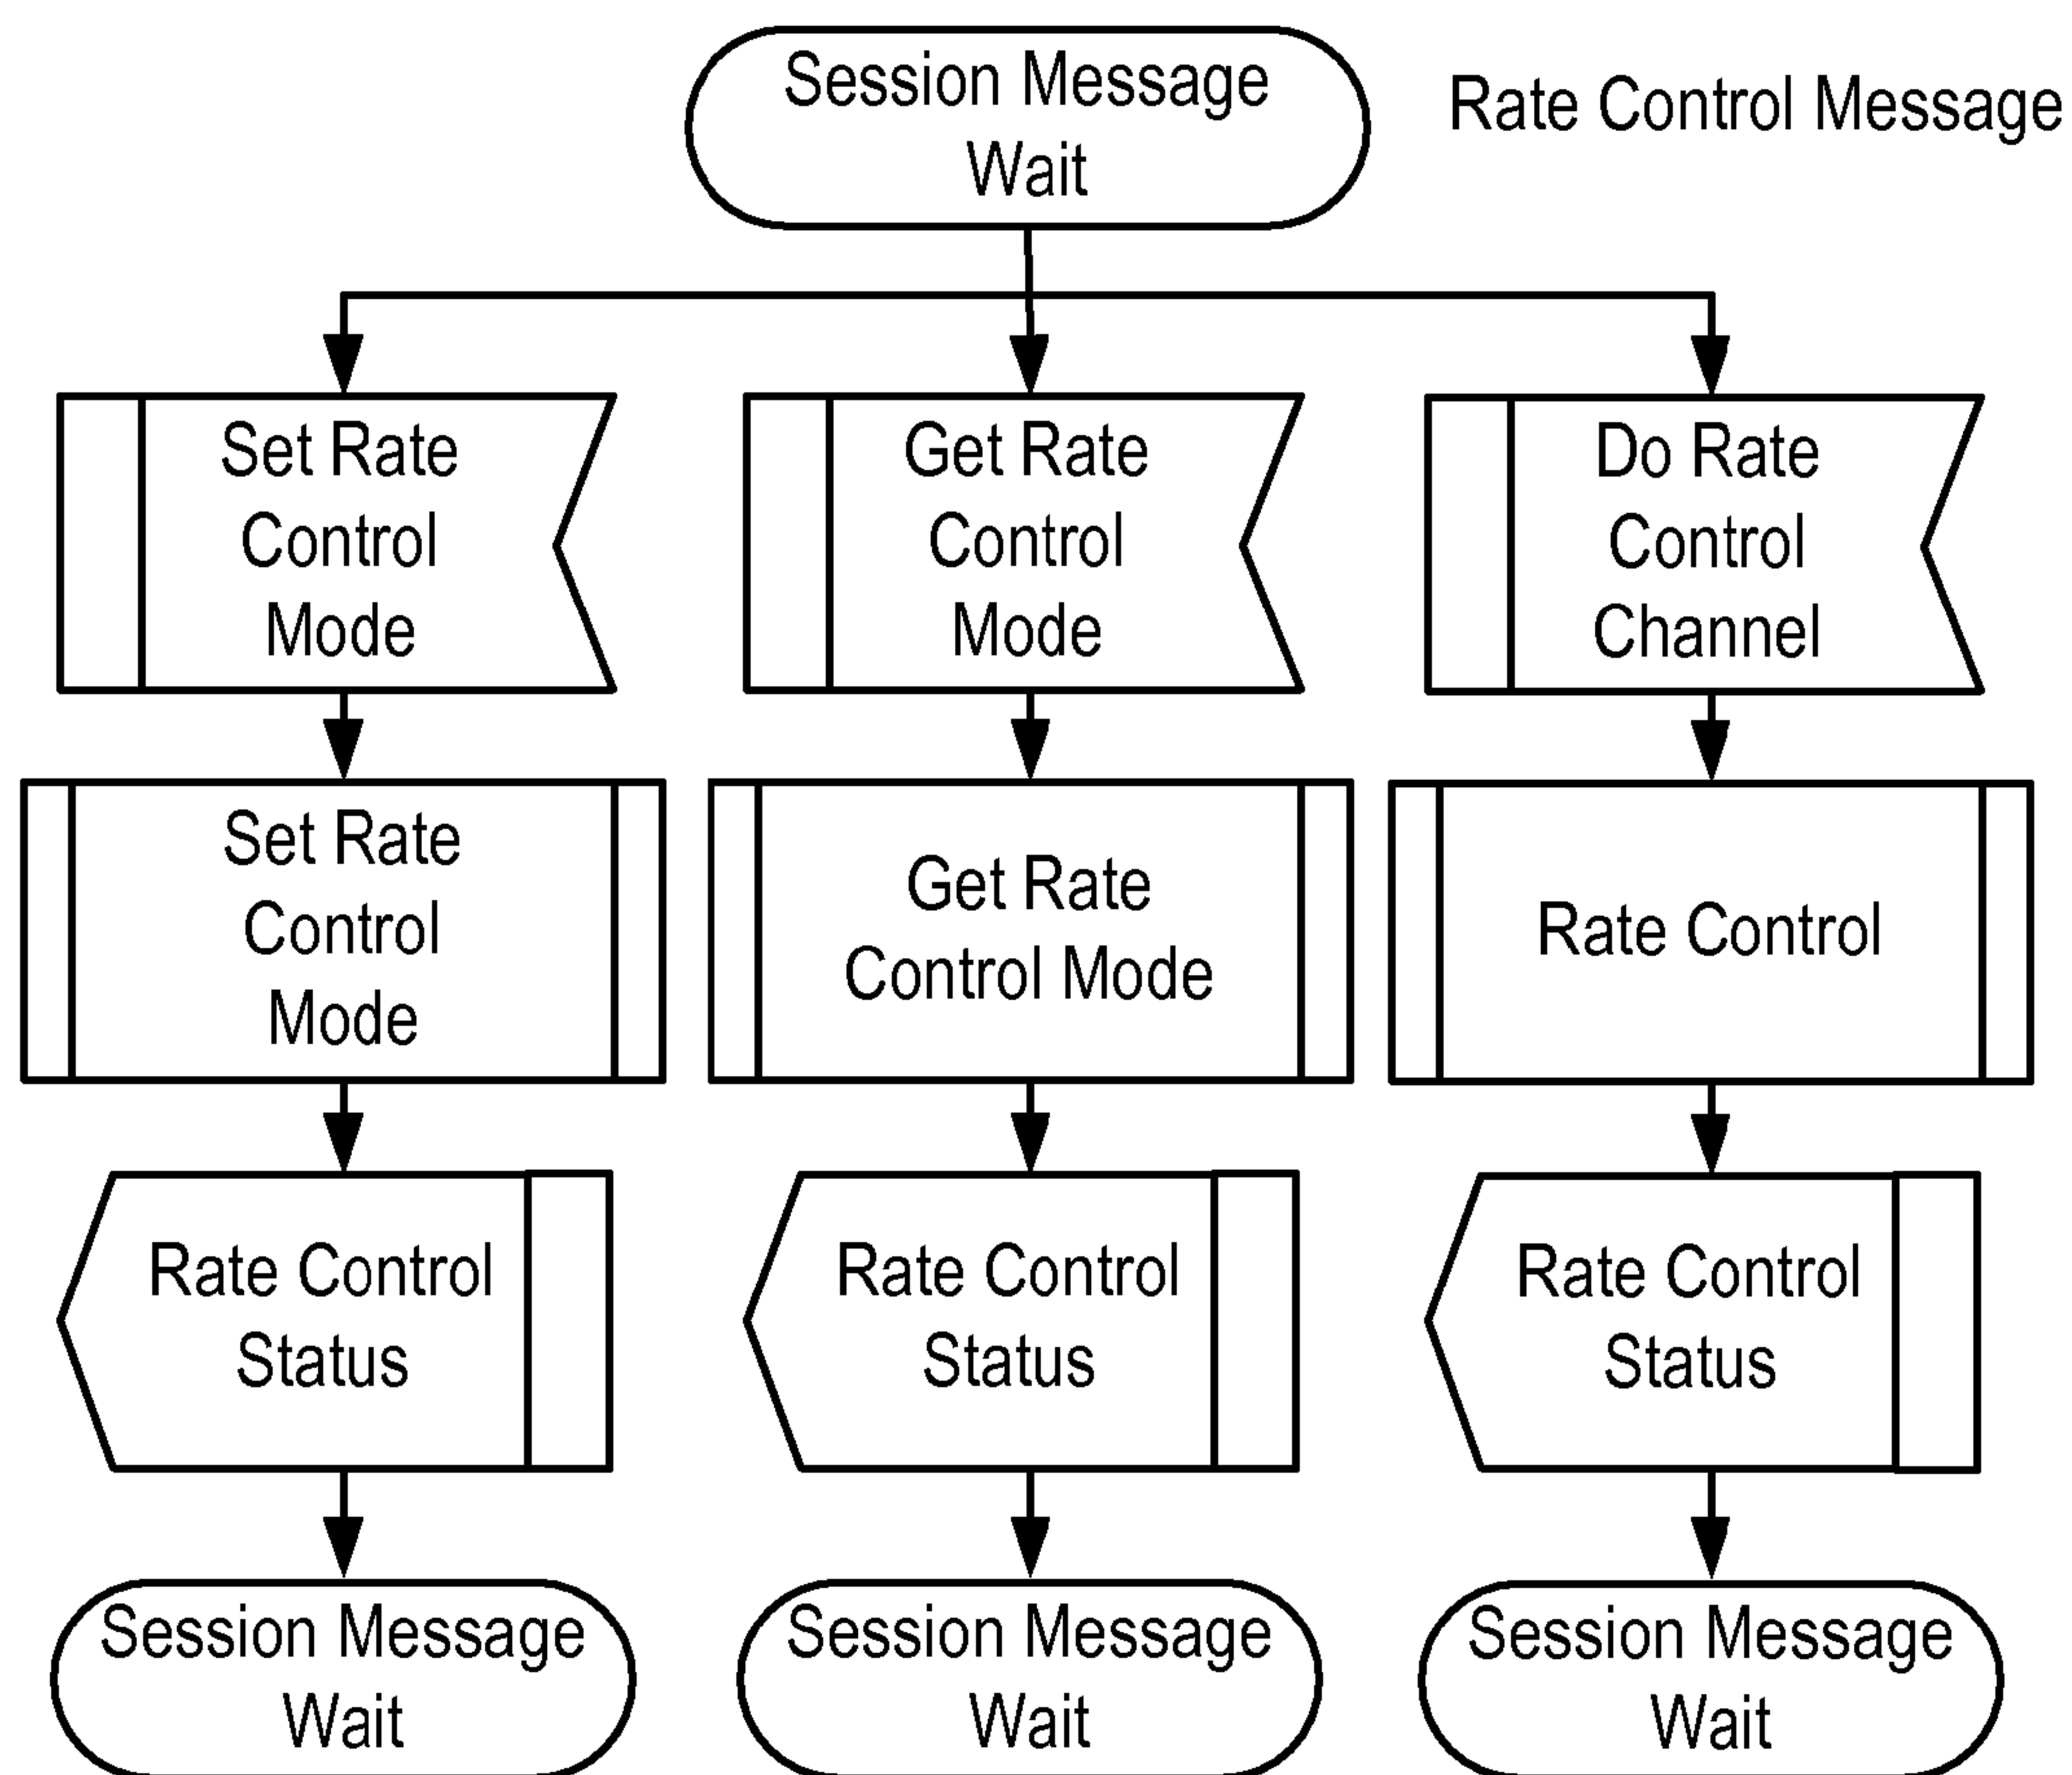 Session Message
Wait
Rate Control Message
Set Rate
Control
Mode
Get Rate
Control
Mode
Do Rate
Control
Channel
Set Rate
Control
Mode
Get Rate
Control Mode
Rate Control
Rate Control
Status
Rate Control
Status
Rate Control
Status
Session Message
Wait
Session Message
Wait
Session Message
Wait